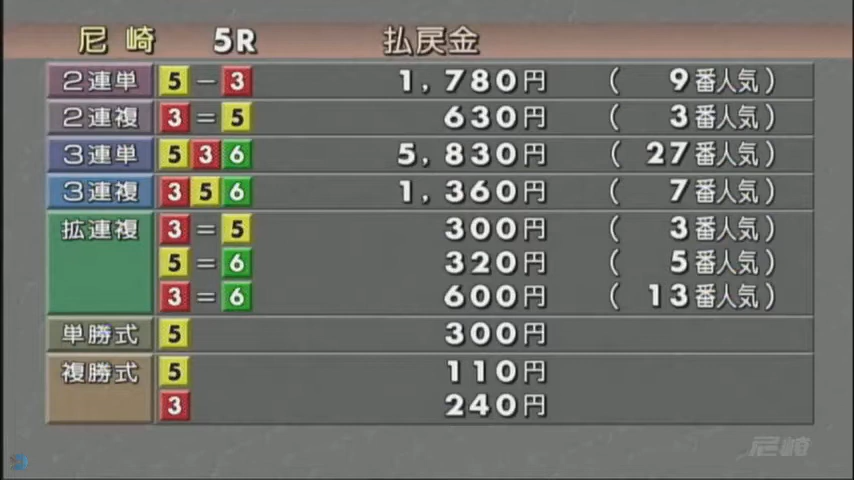 尼崎 5R 払戻金
2連単 5-3 1,780円 (9番人気)
2連複 3=5 630円 (3番人気)
3連単 5 3 6 5,830円 (27番人気)
3連複 3 5 6 1,360円 (7番人気)
拡連複 3=5 300円 (3番人気)
5=6 320円 (5番人気)
3=6 600円 (13番人気)
単勝式 5 300円
複勝式 5 110円
3 240円
尼崎